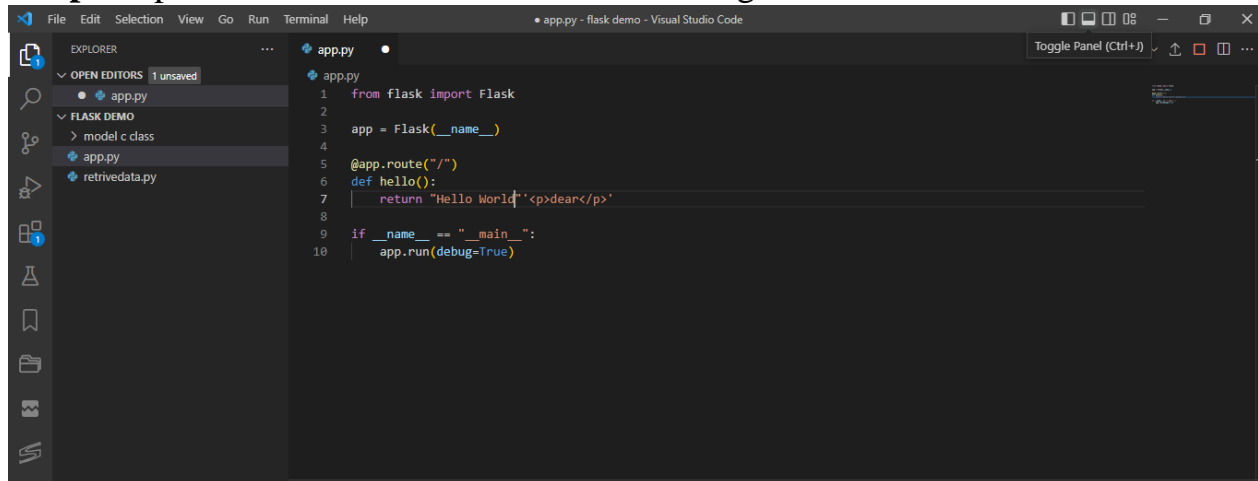 File Edit Selection View Go Run Terminal Help ● app.py - flask demo - Visual Studio Code
Toggle Panel (Ctrl+J)
EXPLORER ...
app.py ●
OPEN EDITORS 1 unsaved
● app.py
FLASK DEMO
> model c class
app.py
retrivedata.py
app.py
1 from flask import Flask
2
3 app = Flask(__name__)
4
5 @app.route("/")
6 def hello():
7 return "Hello World"'<p>dear</p>'
8
9 if __name__ == "__main__":
10 app.run(debug=True)
1
1